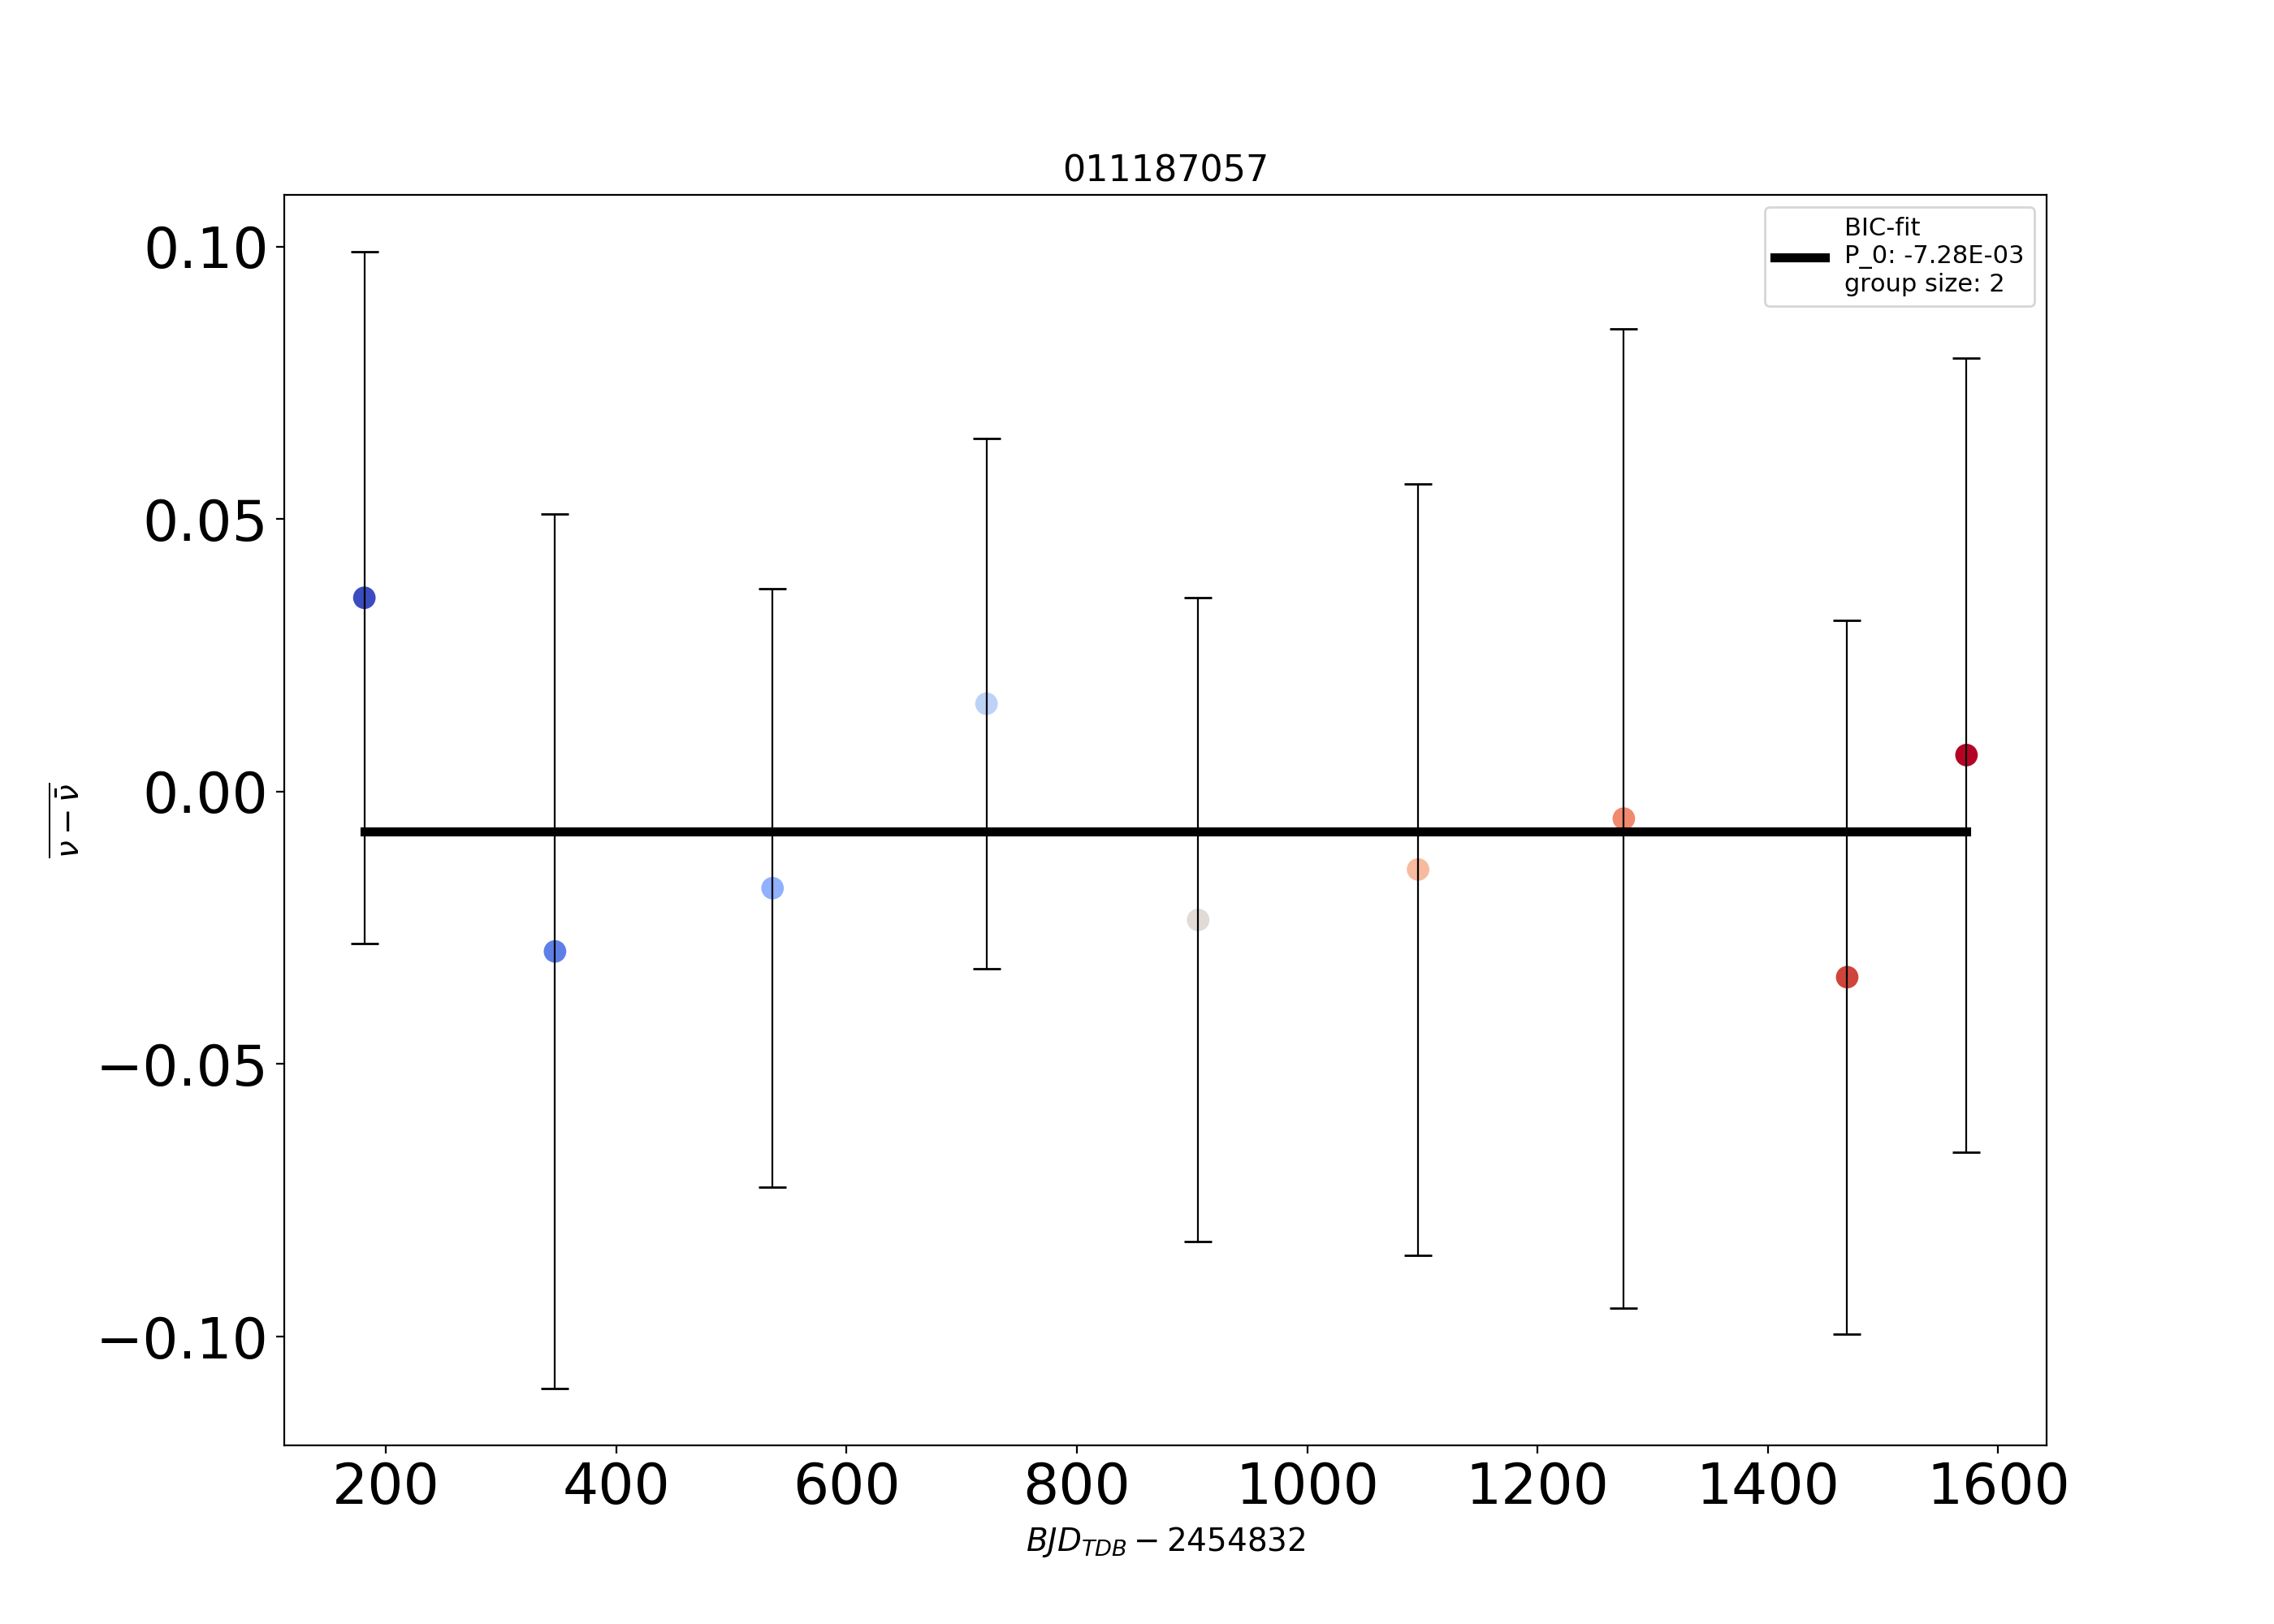 011187057
BIC-fit
P_0: -7.28E-03
group size: 2
0.10
0.05
0.00
−0.05
−0.10
ν − ν̄
200 400 600 800 1000 1200 1400 1600
BJD_TDB − 2454832